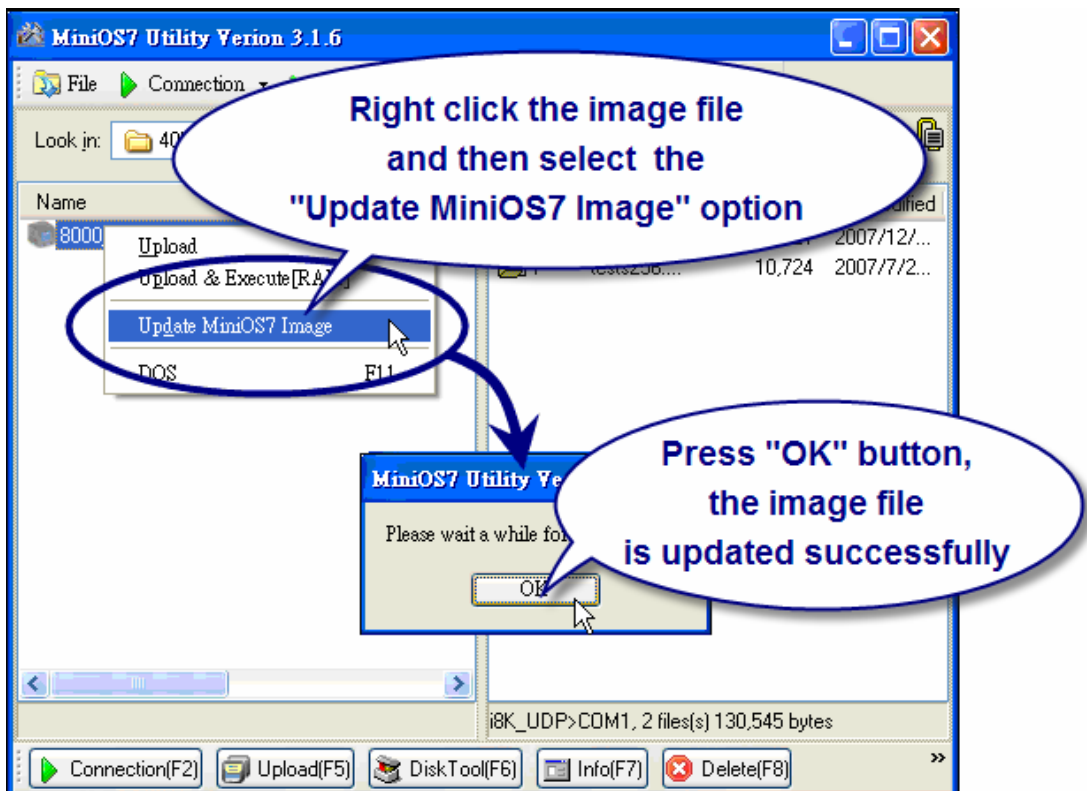 MiniOS7 Utility Verion 3.1.6
File Connection
Right click the image file
and then select the
"Update MiniOS7 Image" option
Look in:
Name
8000
2007/12/...
10,724 2007/7/2...
Upload
Upload & Execute
Update MiniOS7 Image
DOS F11
Press "OK" button,
the image file
is updated successfully
MiniOS7 Utility
Please wait a while
OK
i8K_UDP>COM1, 2 files(s) 130,545 bytes
Connection(F2) Upload(F5) DiskTool(F6) Info(F7) Delete(F8) »